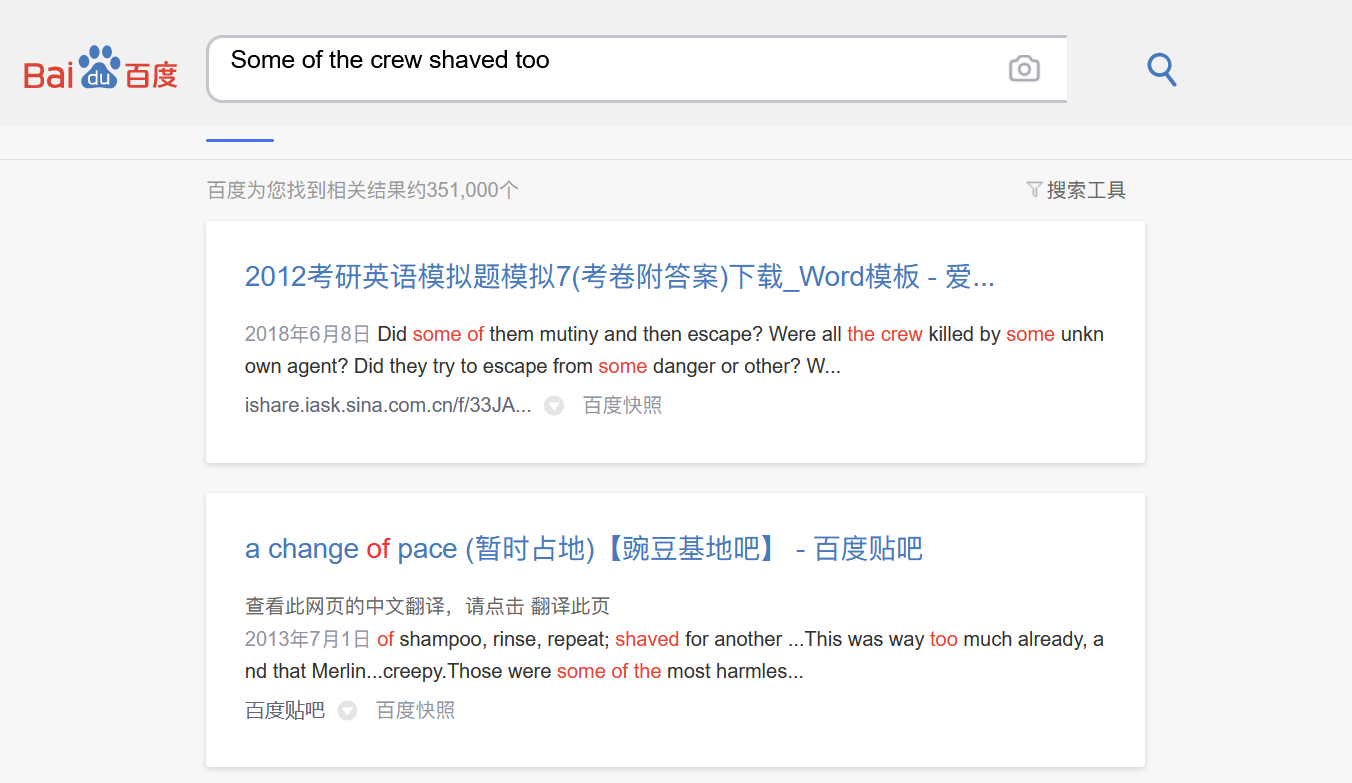 Bai du 百度
Some of the crew shaved too
百度为您找到相关结果约351,000个
搜索工具
2012考研英语模拟题模拟7(考卷附答案)下载_Word模板 - 爱...
2018年6月8日 Did some of them mutiny and then escape? Were all the crew killed by some unkn
own agent? Did they try to escape from some danger or other? W...
ishare.iask.sina.com.cn/f/33JA... 百度快照
a change of pace (暂时占地)【豌豆基地吧】 - 百度贴吧
查看此网页的中文翻译，请点击 翻译此页
2013年7月1日 of shampoo, rinse, repeat; shaved for another ...This was way too much already, a
nd that Merlin...creepy.Those were some of the most harmles...
百度贴吧 百度快照